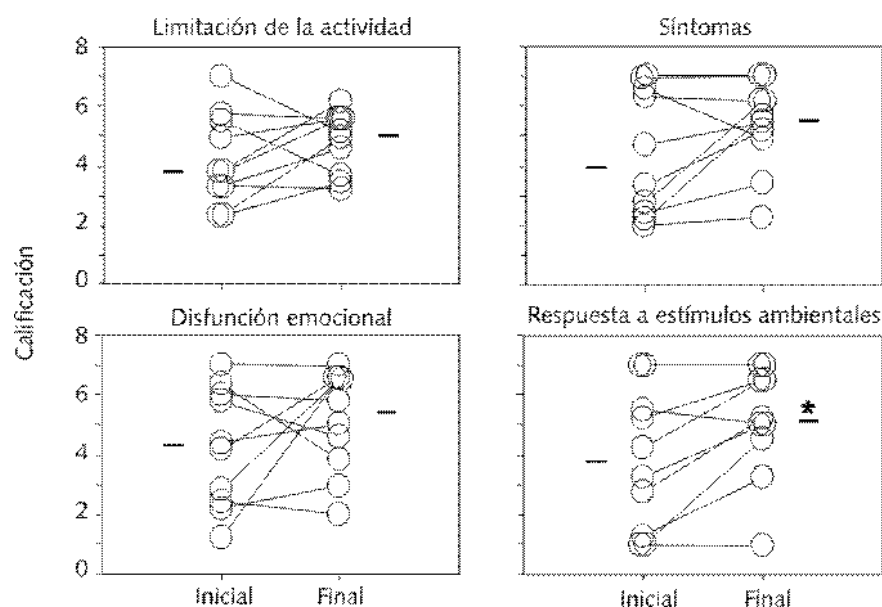 Limitación de la actividad
Síntomas
8
6
4
2
0
Calificación
Disfunción emocional
Respuesta a estímulos ambientales
8
6
4
2
0
*
Inicial
Final
Inicial
Final